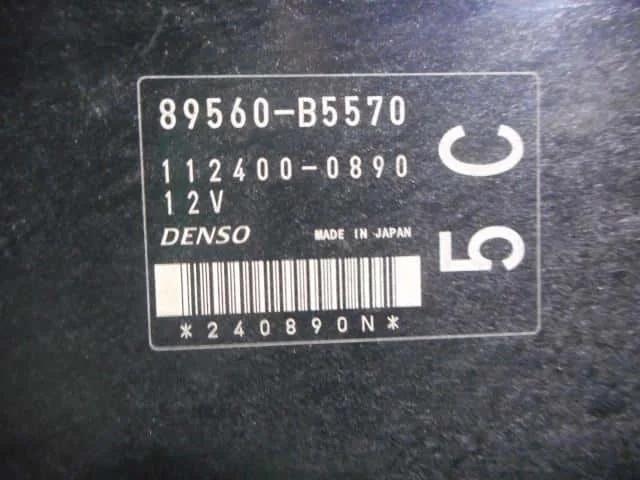 89560-B5570
112400-0890
12V
DENSO MADE IN JAPAN
*240890N*
5C